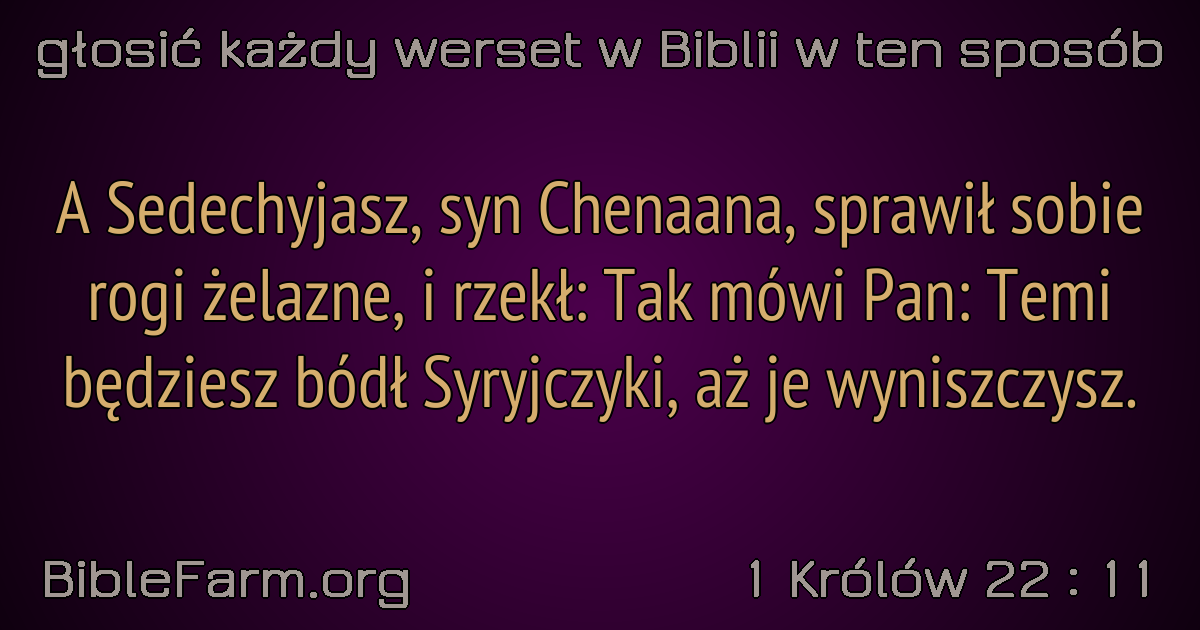 głosić każdy werset w Biblii w ten sposób
A Sedechyjasz, syn Chenaana, sprawił sobie
rogi żelazne, i rzekł: Tak mówi Pan: Temi
będziesz bódł Syryjczyki, aż je wyniszczysz.
BibleFarm.org
1 Królów 22 : 11